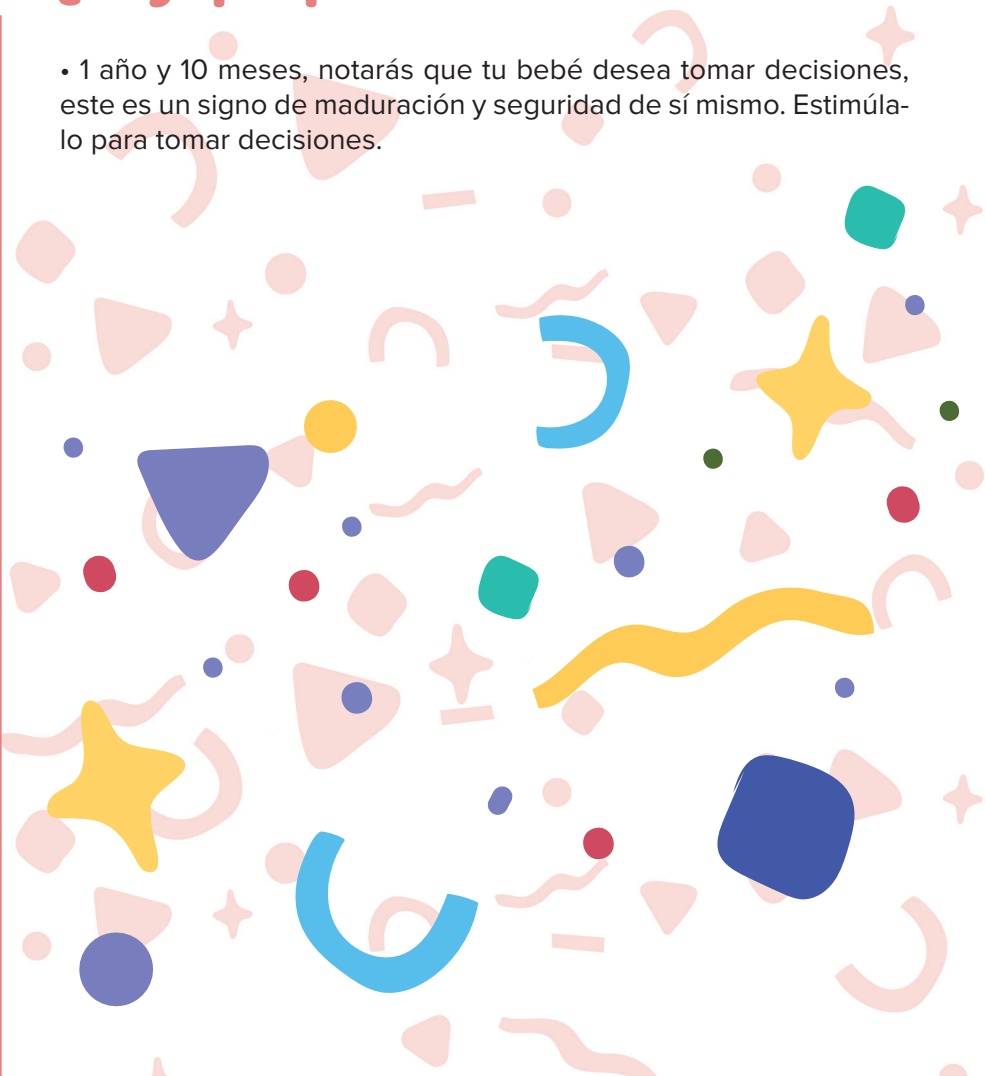 • 1 año y 10 meses, notarás que tu bebé desea tomar decisiones,
este es un signo de maduración y seguridad de sí mismo. Estimúla-
lo para tomar decisiones.